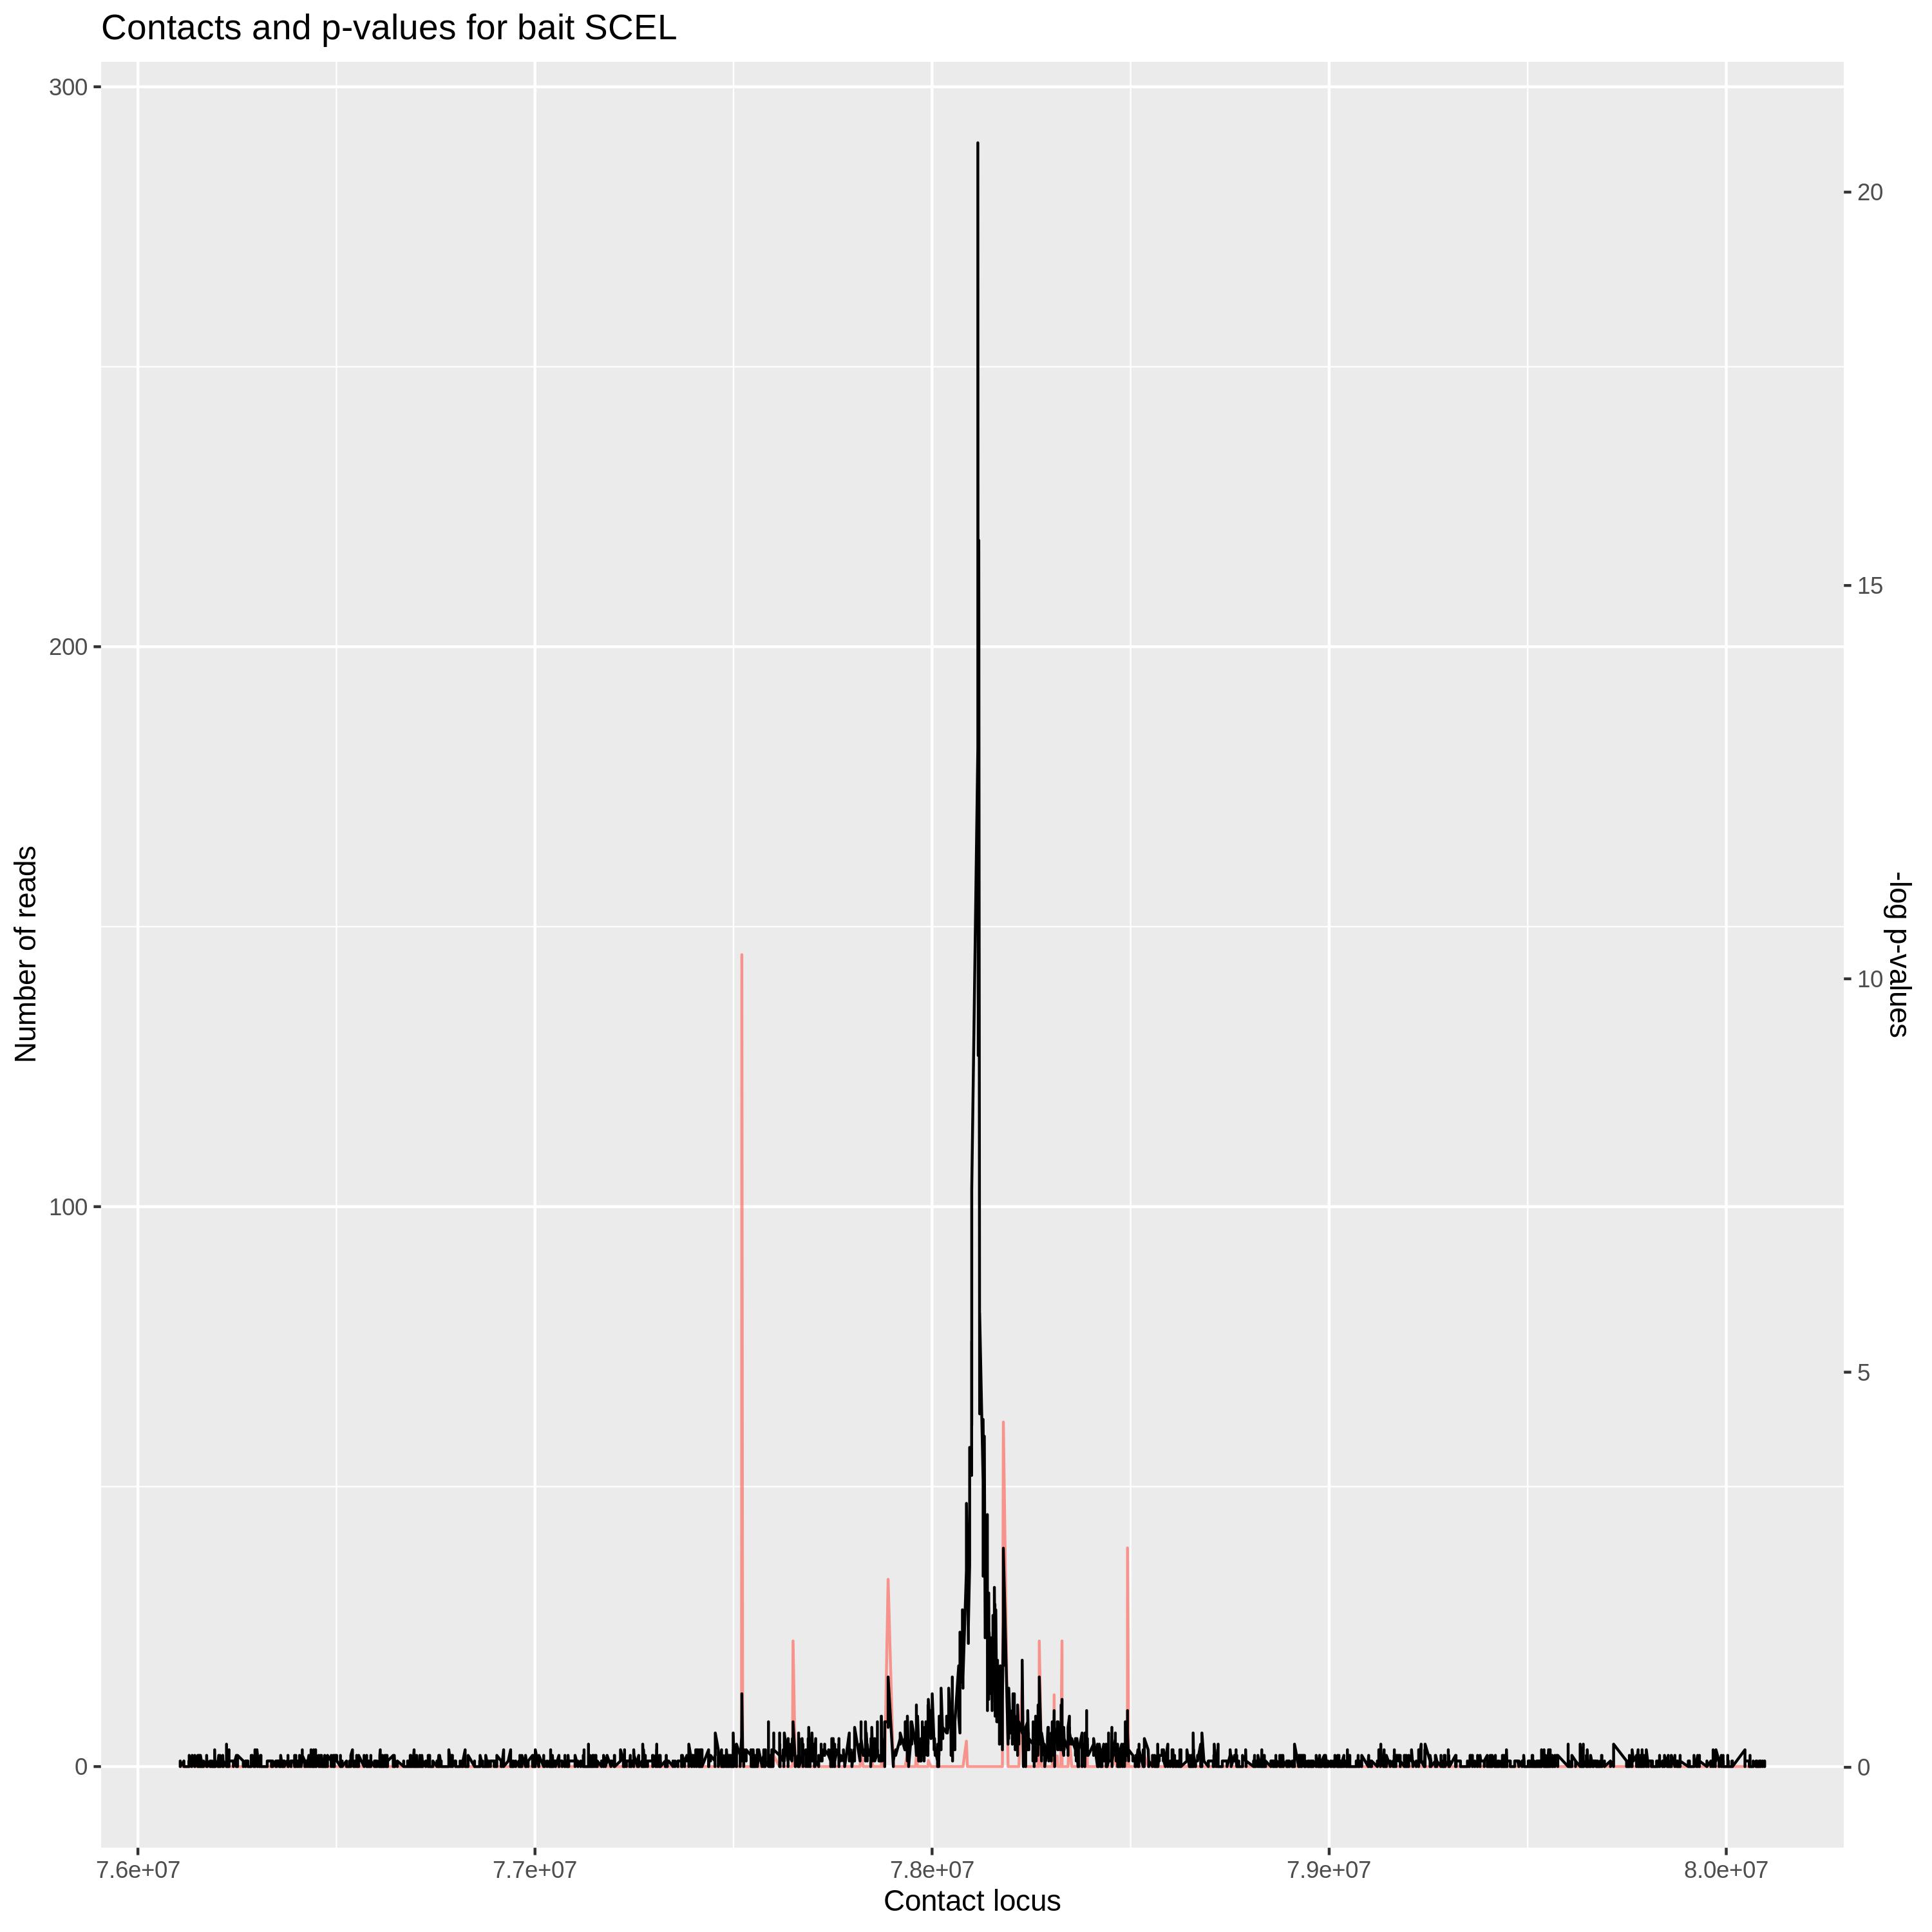 Contacts and p-values for bait SCEL
300
200
100
0
Number of reads
20
15
10
5
0
-log p-values
7.6e+07
7.7e+07
7.8e+07
7.9e+07
8.0e+07
Contact locus